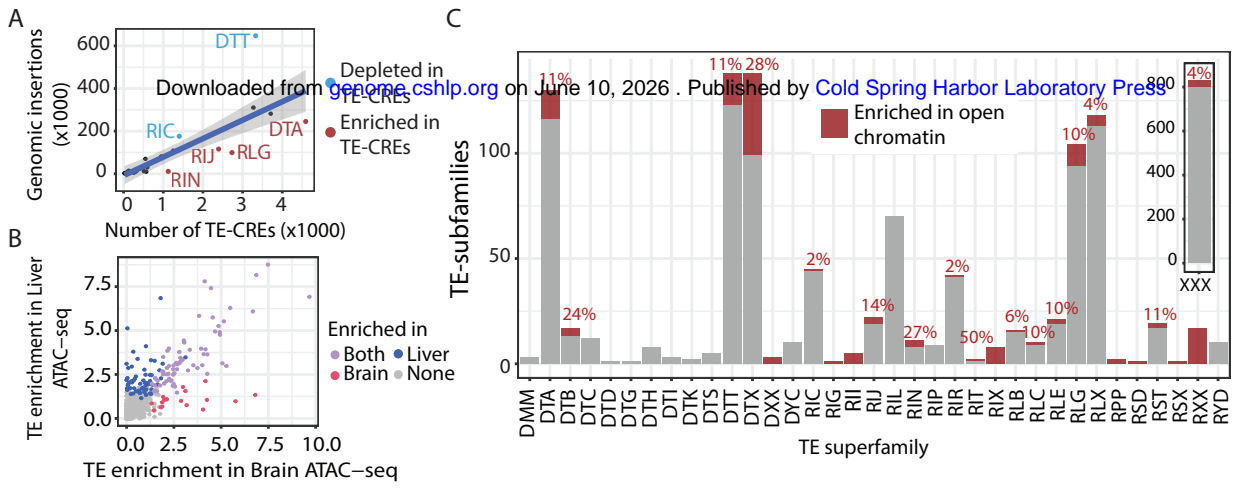 A
Genomic insertions
(x1000)
600
400
200
0
DTT
RIC
DTA
RIJ
RLG
RIN
0
1
2
3
4
Number of TE-CREs (x1000)
Depleted in
TE-CREs
Enriched in
TE-CREs
Downloaded from genome.cshlp.org on June 10, 2026 . Published by Cold Spring Harbor Laboratory Press
B
TE enrichment in Liver
ATAC−seq
7.5
5.0
2.5
0.0
0.0
2.5
5.0
7.5
10.0
TE enrichment in Brain ATAC−seq
Enriched in
Both
Liver
Brain
None
C
TE-subfamilies
100
50
0
11%
24%
11%
28%
2%
14%
27%
2%
50%
6%
10%
10%
10%
4%
11%
Enriched in open
chromatin
800
600
400
200
0
4%
XXX
DMM
DTA
DTB
DTC
DTD
DTG
DTH
DTI
DTK
DTS
DTT
DTX
DXX
DYC
RIC
RIG
RII
RIJ
RIL
RIN
RIP
RIR
RIT
RIX
RLB
RLC
RLE
RLG
RLX
RPP
RSD
RST
RSX
RXX
RYD
TE superfamily